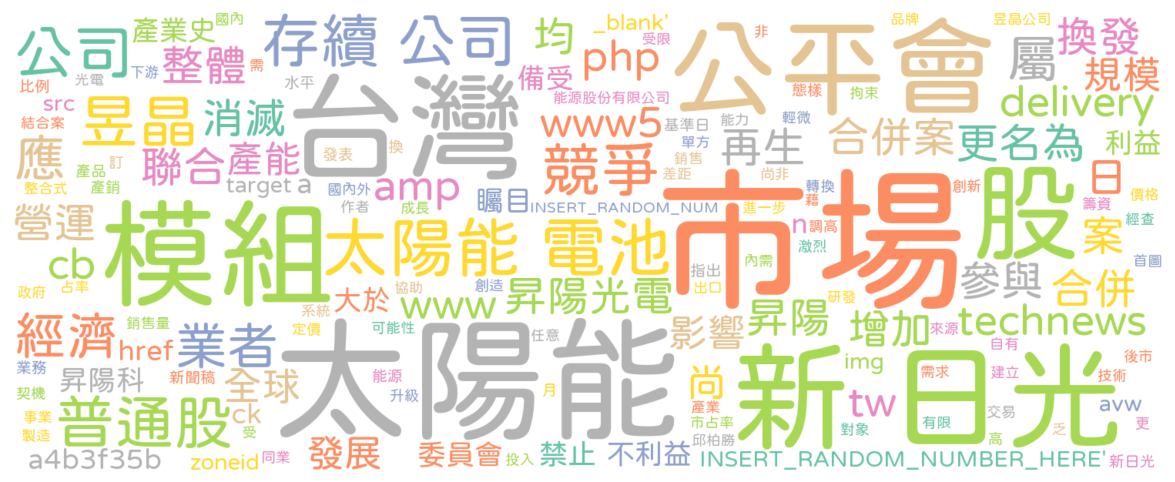 公司 產業史 存續 公司 均 _blank' 公平會 品牌 昱晶公司
國內 受限 非 屬 換發
比例 光電 下游 整體 需 水平 備受 php 態樣 拘束 規模
src 昱晶 消滅 台灣 能源股份有限公司 delivery
結合案 www5 基準日 能力 輕微 合併案 更名為 利益
應 聯合 產能 發表 換 競爭 單方 再生
產品 訂 target a 國內外 amp 銷售 尚非 日
整合式 產銷 作者 成長 矚目 INSERT_RANDOM_NUM 差距 轉換 創新 籌資 價格
營運 模組 太陽能 電池 市場 進一步 藉 股 案 經查
n 調高 激烈
cb 占率 政府 大於 協助 創造 昇陽光電 指出 出口 內需 參與 合併 首圖
www 系統 研發
經濟 銷售量 業者 定價 可能性 太陽能 任意 影響 昇陽 增加 來源 technews
href 新日光 自有
業務 昇陽科 新聞稿 能源 尚 img 需求 建立 後市 技術
契機 全球 升級 月 產業 tw
事業 普通股 ck 市占率 對象 有限 交易 avw
製造 受 邱柏勝 高 乏 更
a4b3f35b zoneid 同業 發展 委員會 投入 禁止 不利益 INSERT_RANDOM_NUMBER_HERE' 新日光